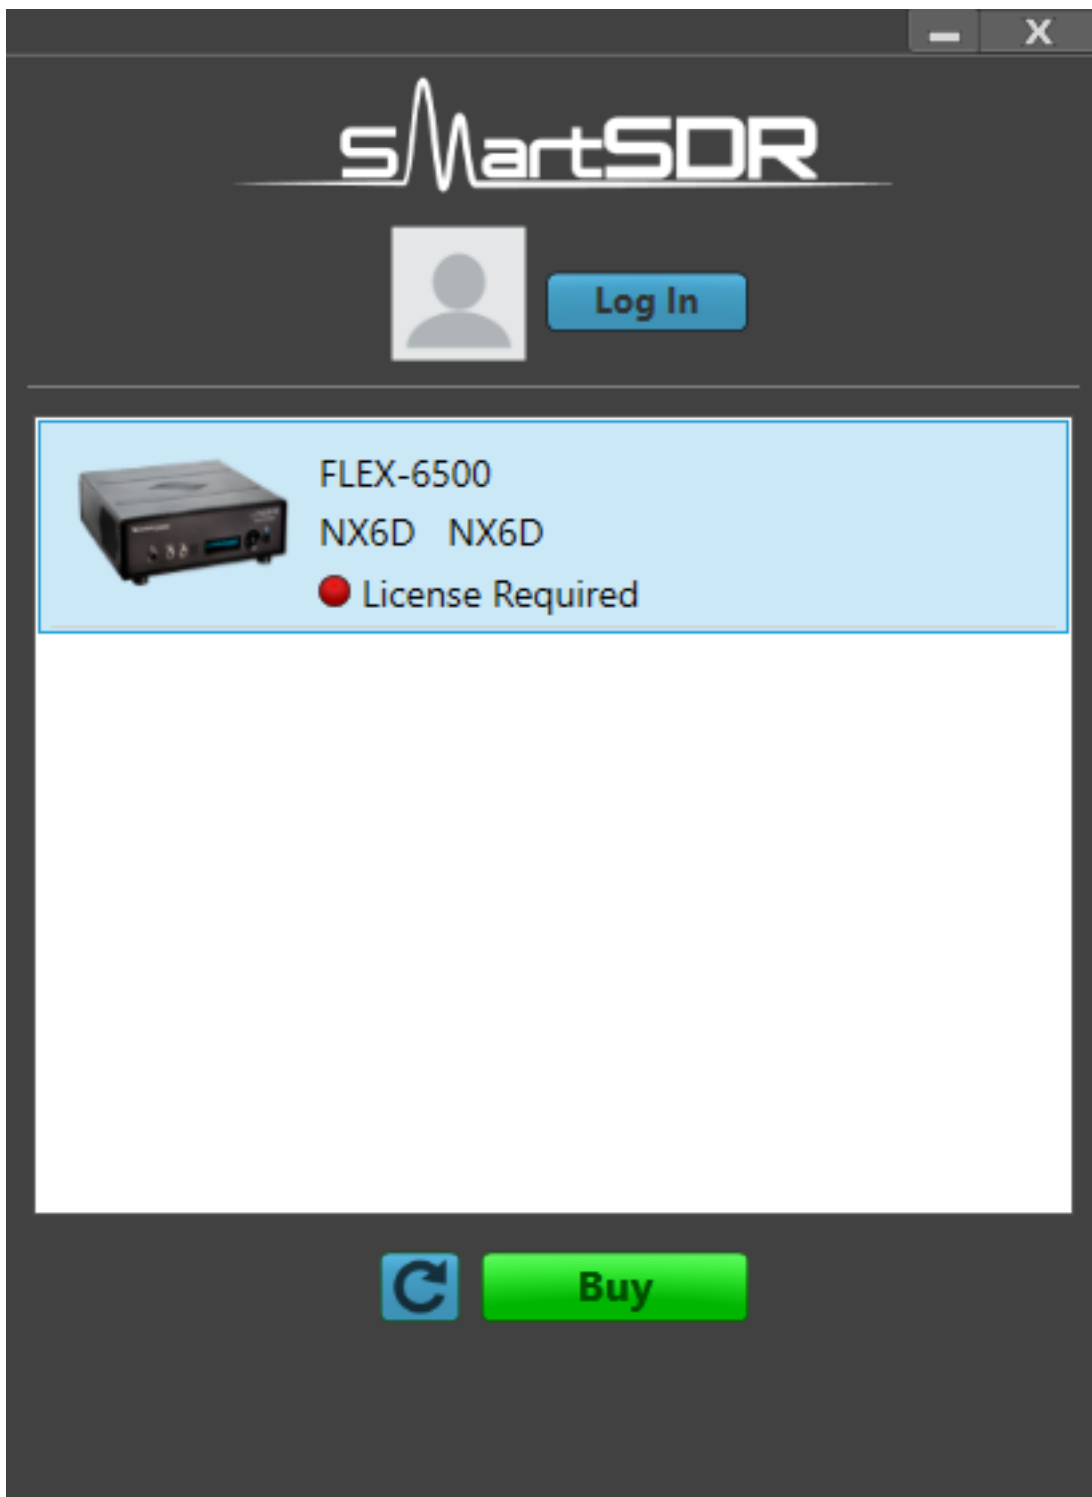 X
smartSDR
Log In
FLEX-6500
NX6D NX6D
License Required
Buy